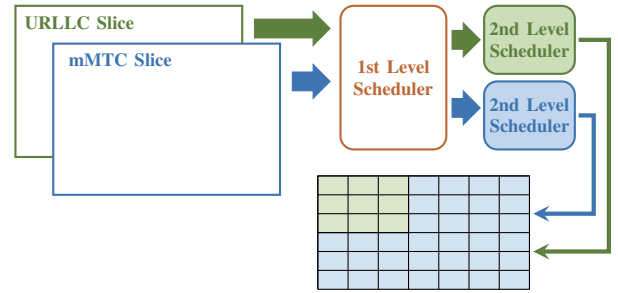 URLLC Slice
mMTC Slice
1st Level
Scheduler
2nd Level
Scheduler
2nd Level
Scheduler